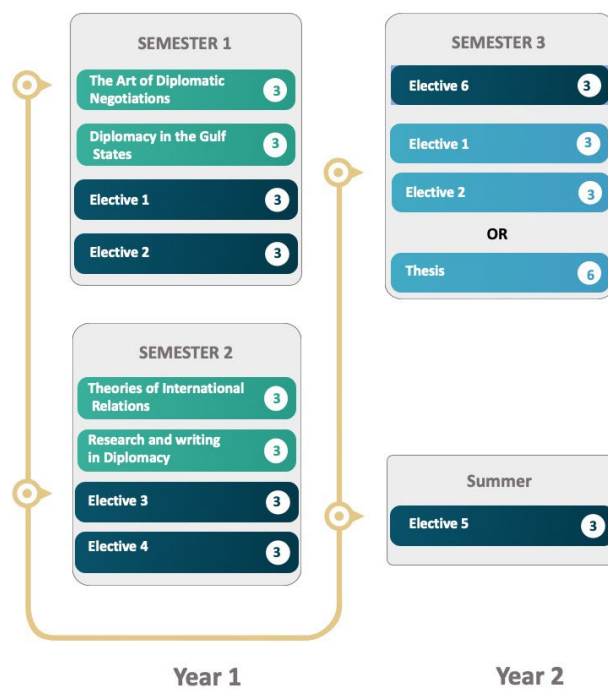 SEMESTER 1
The Art of Diplomatic
Negotiations
3
Diplomacy in the Gulf
States
3
Elective 1
3
Elective 2
3
SEMESTER 2
Theories of International
Relations
3
Research and writing
in Diplomacy
3
Elective 3
3
Elective 4
3
Year 1
SEMESTER 3
Elective 6
3
Elective 1
3
Elective 2
3
OR
Thesis
6
Summer
Elective 5
3
Year 2